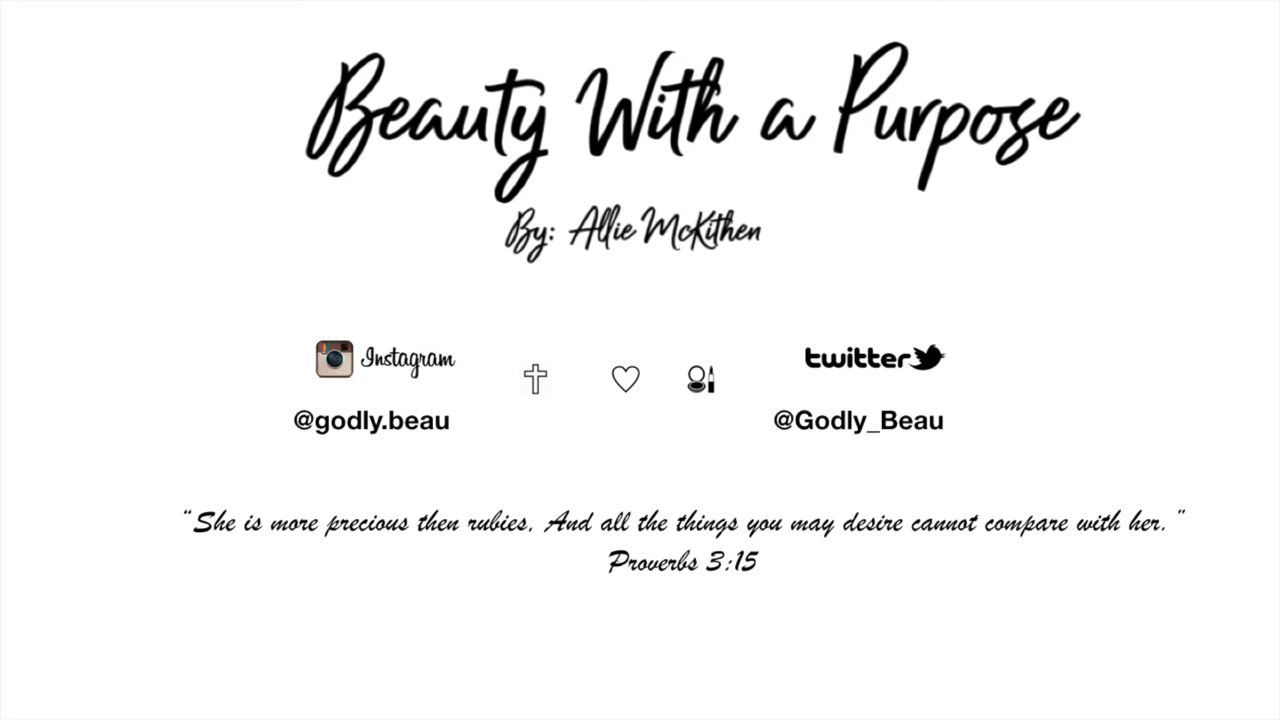 Beauty With a Purpose
By: Allie McKithen
Instagram
twitter
@godly.beau
@Godly_Beau
"She is more precious then rubies, And all the things you may desire cannot compare with her."
Proverbs 3:15